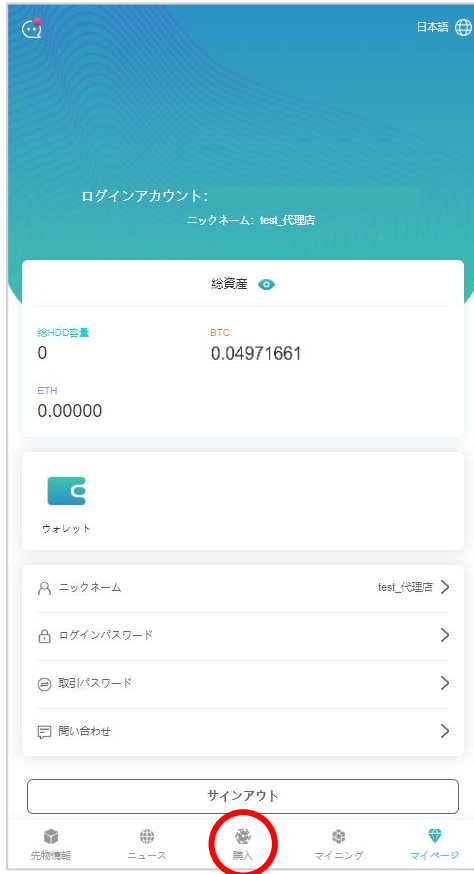 日本語
ログインアカウント：
ニックネーム：test_代理店
総資産
総HDD容量 BTC
0 0.04971661
ETH
0.00000
ウォレット
ニックネーム test_代理店
ログインパスワード
取引パスワード
問い合わせ
サインアウト
先物情報 ニュース 購入 マイニング マイページ